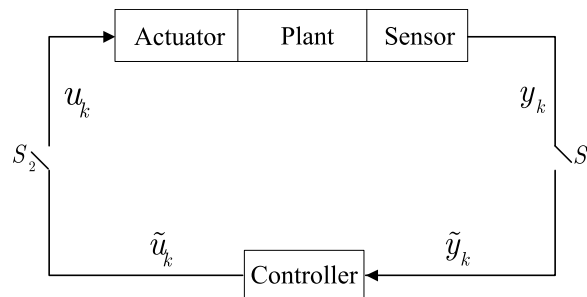 Actuator Plant Sensor
u_k
y_k
S_2
S
ũ_k
ỹ_k
Controller